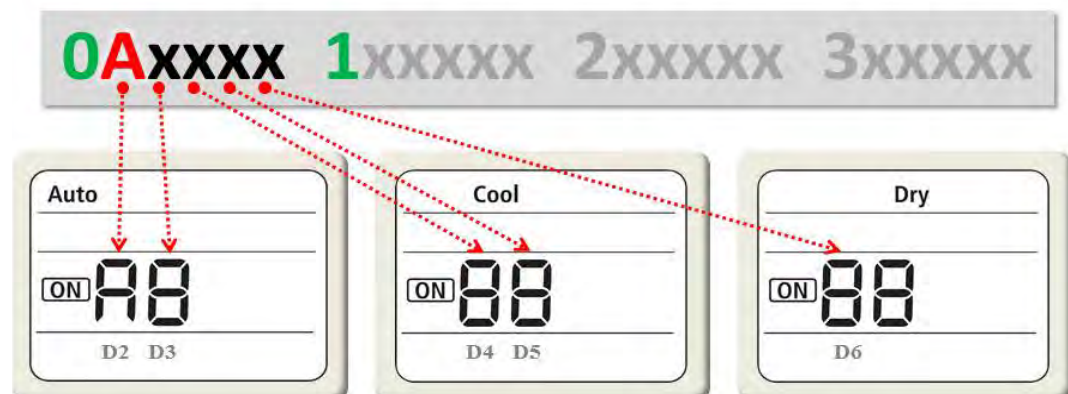 0Axxxx 1xxxxx 2xxxxx 3xxxxx
Auto Cool Dry
ON A8 ON 88 ON 88
D2 D3 D4 D5 D6